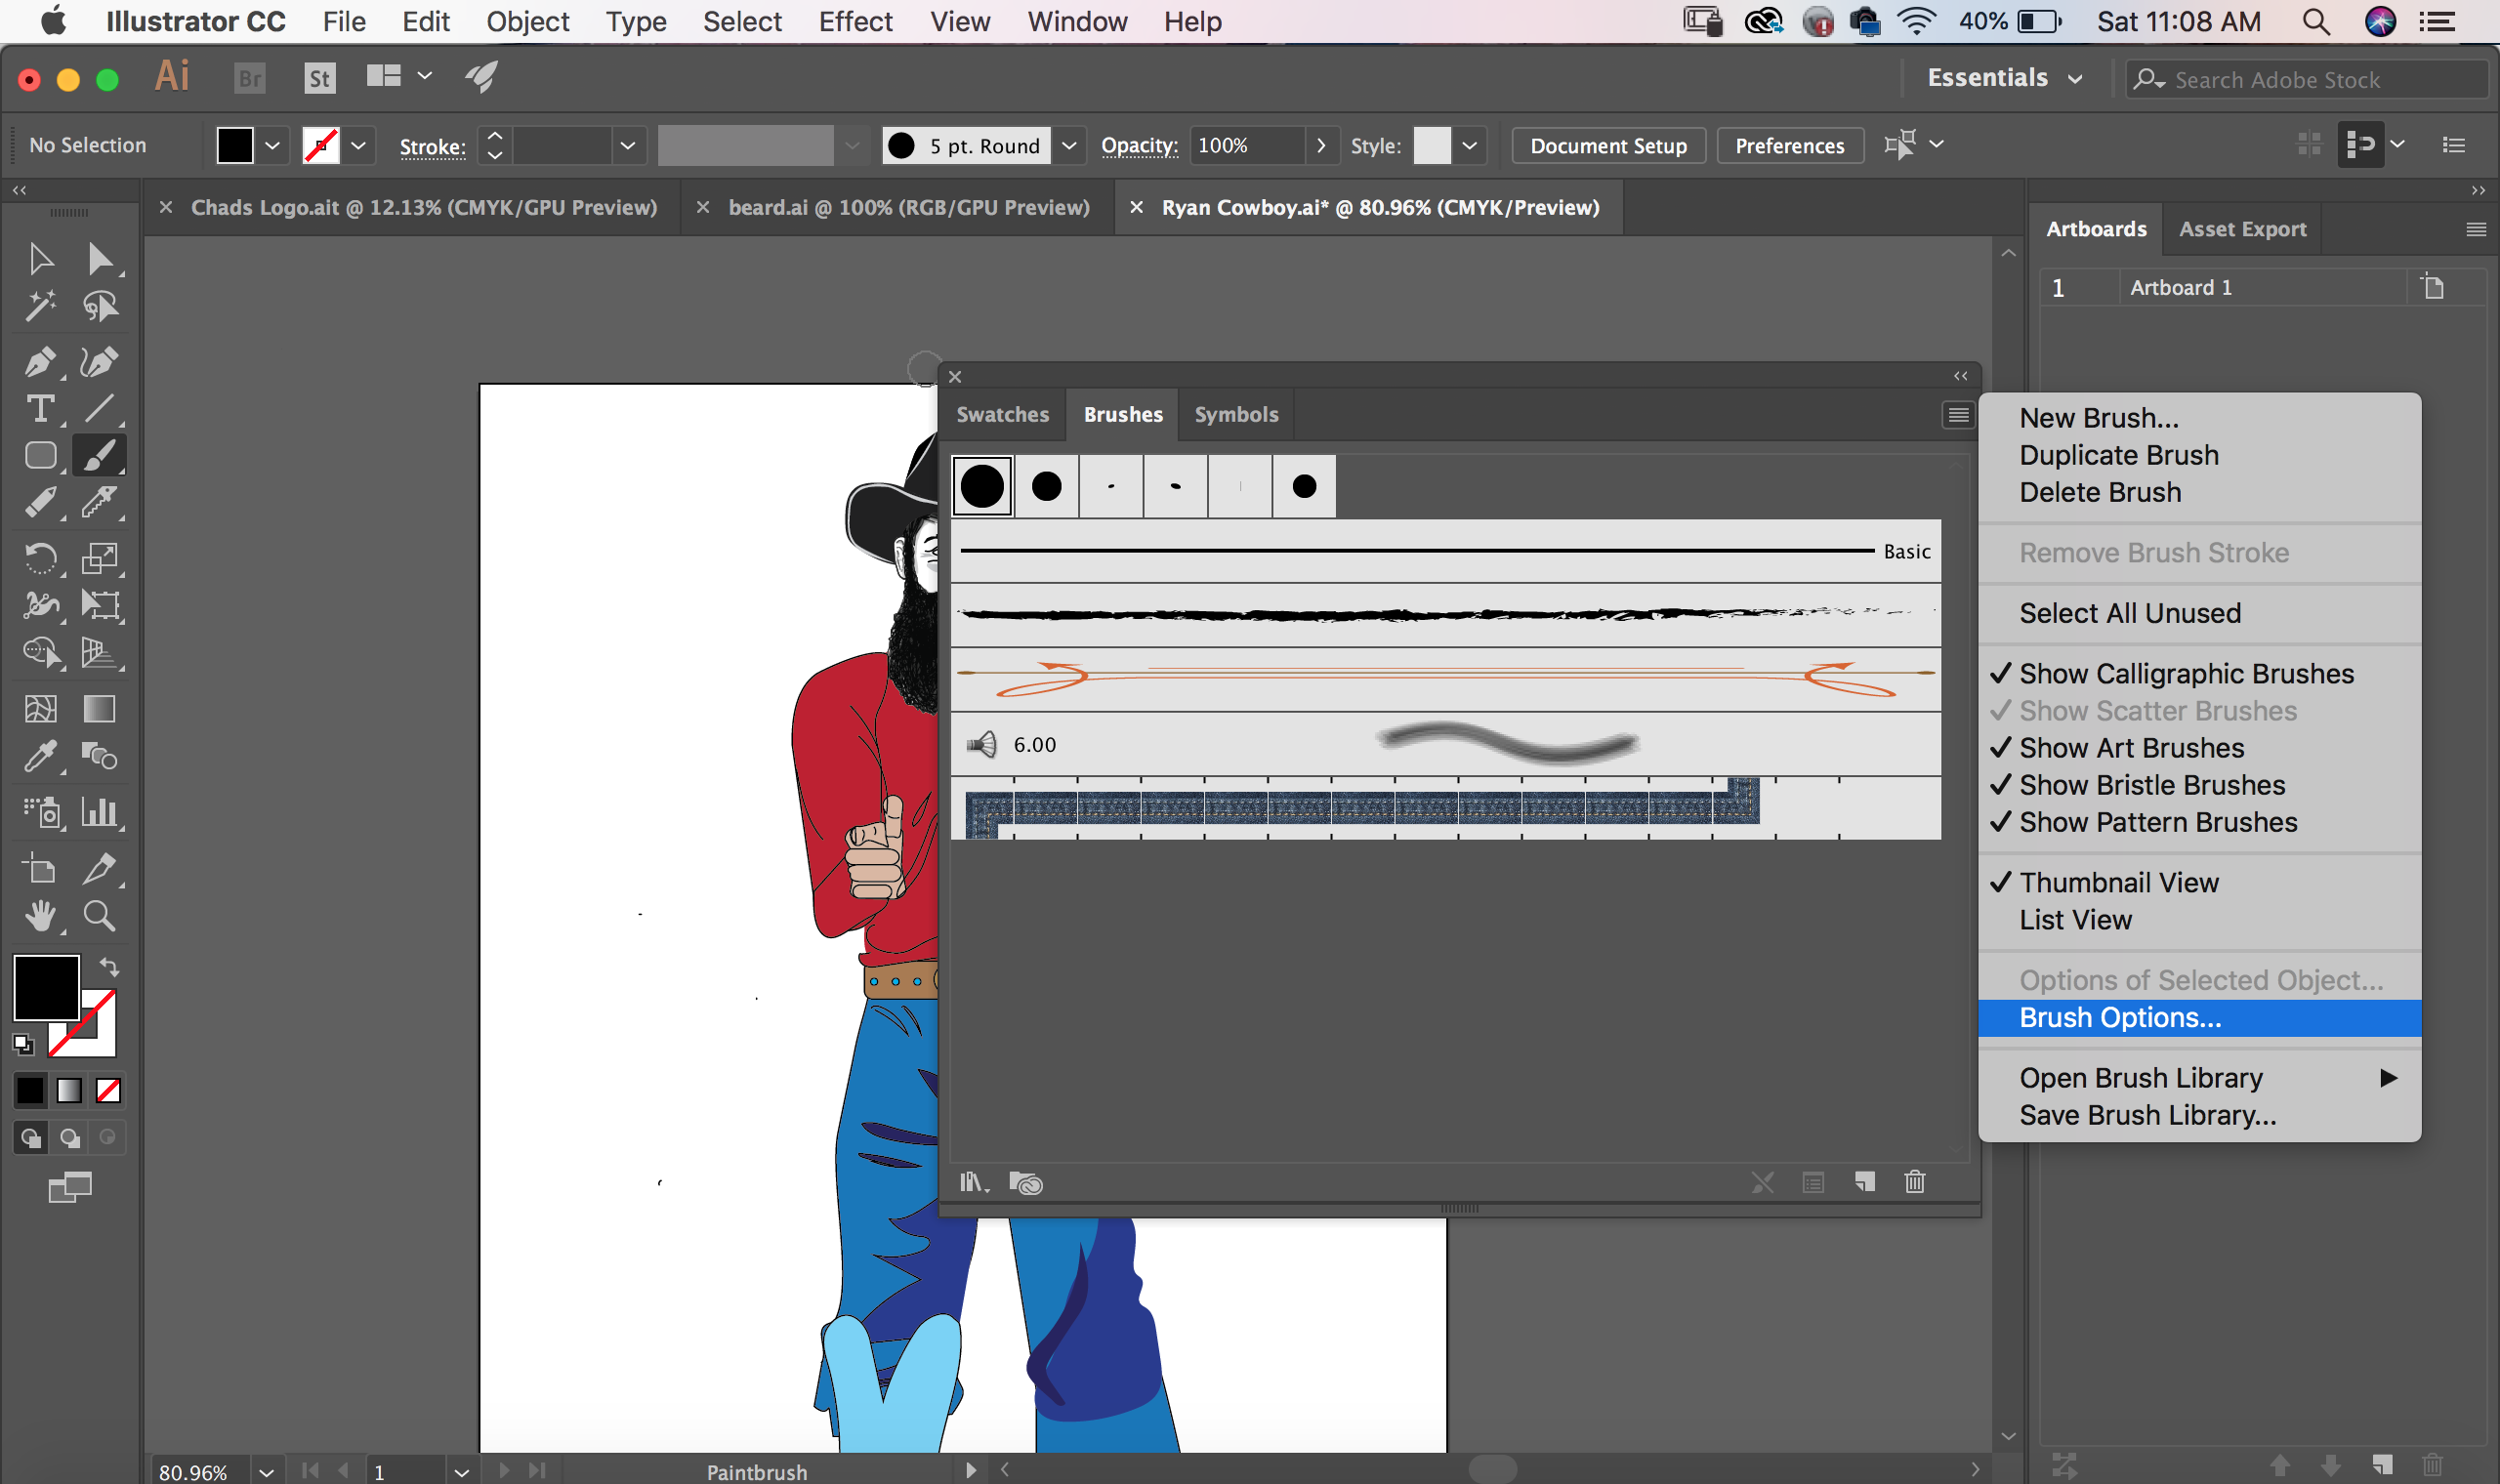 Illustrator CC File Edit Object Type Select Effect View Window Help 40% Sat 11:08 AM
Ai Br St Essentials Search Adobe Stock
No Selection Stroke: 5 pt. Round Opacity: 100% Style: Document Setup Preferences
Chads Logo.ait @ 12.13% (CMYK/GPU Preview) beard.ai @ 100% (RGB/GPU Preview) Ryan Cowboy.ai* @ 80.96% (CMYK/Preview)
Artboards Asset Export
1 Artboard 1
Swatches Brushes Symbols
Basic
6.00
New Brush...
Duplicate Brush
Delete Brush
Remove Brush Stroke
Select All Unused
✓ Show Calligraphic Brushes
✓ Show Scatter Brushes
✓ Show Art Brushes
✓ Show Bristle Brushes
✓ Show Pattern Brushes
✓ Thumbnail View
List View
Options of Selected Object...
Brush Options...
Open Brush Library
Save Brush Library...
80.96% 1 Paintbrush